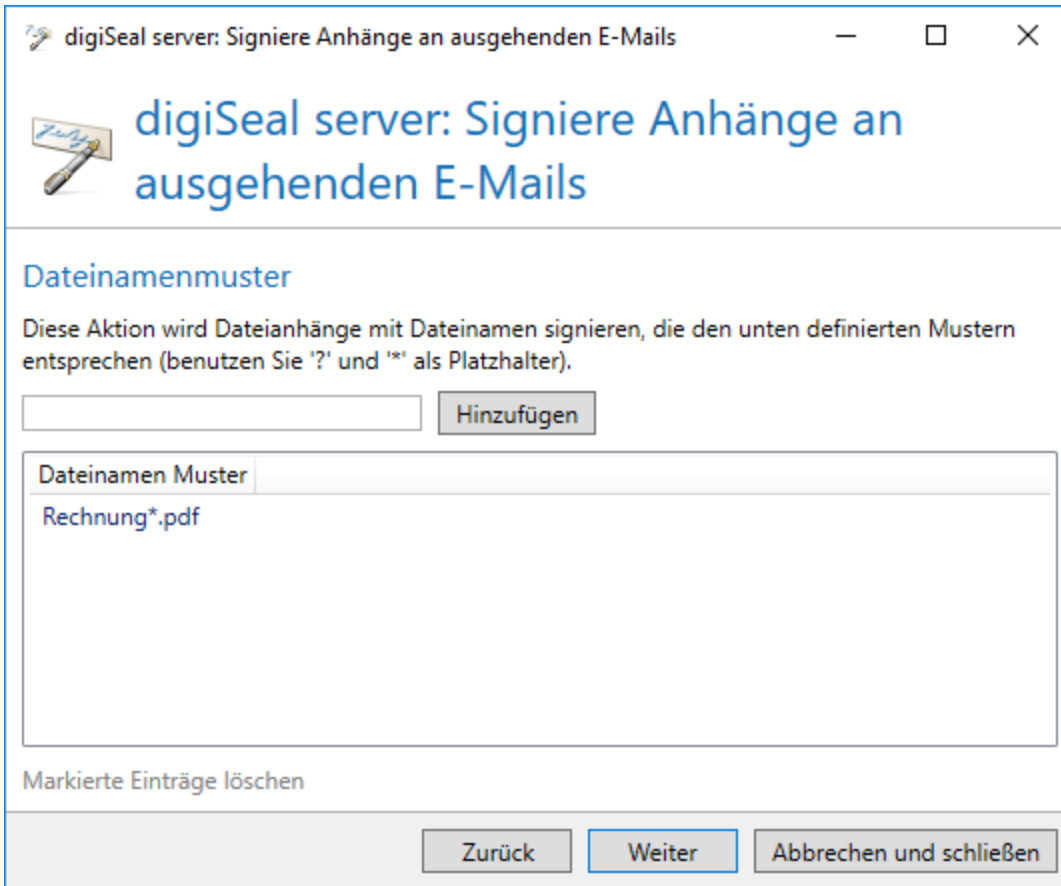 digiSeal server: Signiere Anhänge an ausgehenden E-Mails
digiSeal server: Signiere Anhänge an
ausgehenden E-Mails
Dateinamenmuster
Diese Aktion wird Dateianhänge mit Dateinamen signieren, die den unten definierten Mustern
entsprechen (benutzen Sie '?' und '*' als Platzhalter).
Hinzufügen
Dateinamen Muster
Rechnung*.pdf
Markierte Einträge löschen
Zurück Weiter Abbrechen und schließen